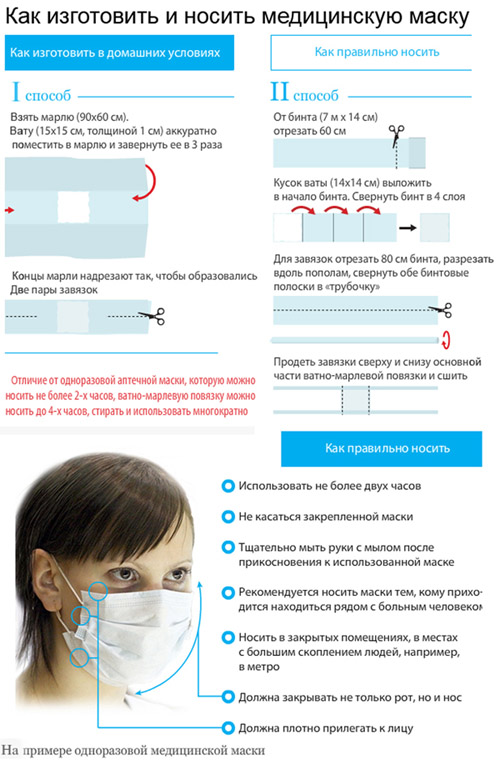 Как изготовить и носить медицинскую маску
Как изготовить в домашних условиях
Как правильно носить
I способ
Взять марлю (90х60 см).
Вату (15х15 см, толщиной 1 см) аккуратно
поместить в марлю и завернуть ее в 3 раза
Концы марли надрезают так, чтобы образовались
Две пары завязок
Отличие от одноразовой аптечной маски, которую можно
носить не более 2-х часов, ватно-марлевую повязку можно
носить до 4-х часов, стирать и использовать многократно
II способ
От бинта (7 м х 14 см)
отрезать 60 см
Кусок ваты (14х14 см) выложить
в начало бинта. Свернуть бинт в 4 слоя
Для завязок отрезать 80 см бинта, разрезать
вдоль пополам, свернуть обе бинтовые
полоски в «трубочку»
Продеть завязки сверху и снизу основной
части ватно-марлевой повязки и сшить
Как правильно носить
Использовать не более двух часов
Не касаться закрепленной маски
Тщательно мыть руки с мылом после
прикосновения к использованной маске
Рекомендуется носить маски тем, кому прихо-
дится находиться рядом с больным человеком
Носить в закрытых помещениях, в местах
с большим скоплением людей, например,
в метро
Должна закрывать не только рот, но и нос
Должна плотно прилегать к лицу
На примере одноразовой медицинской маски